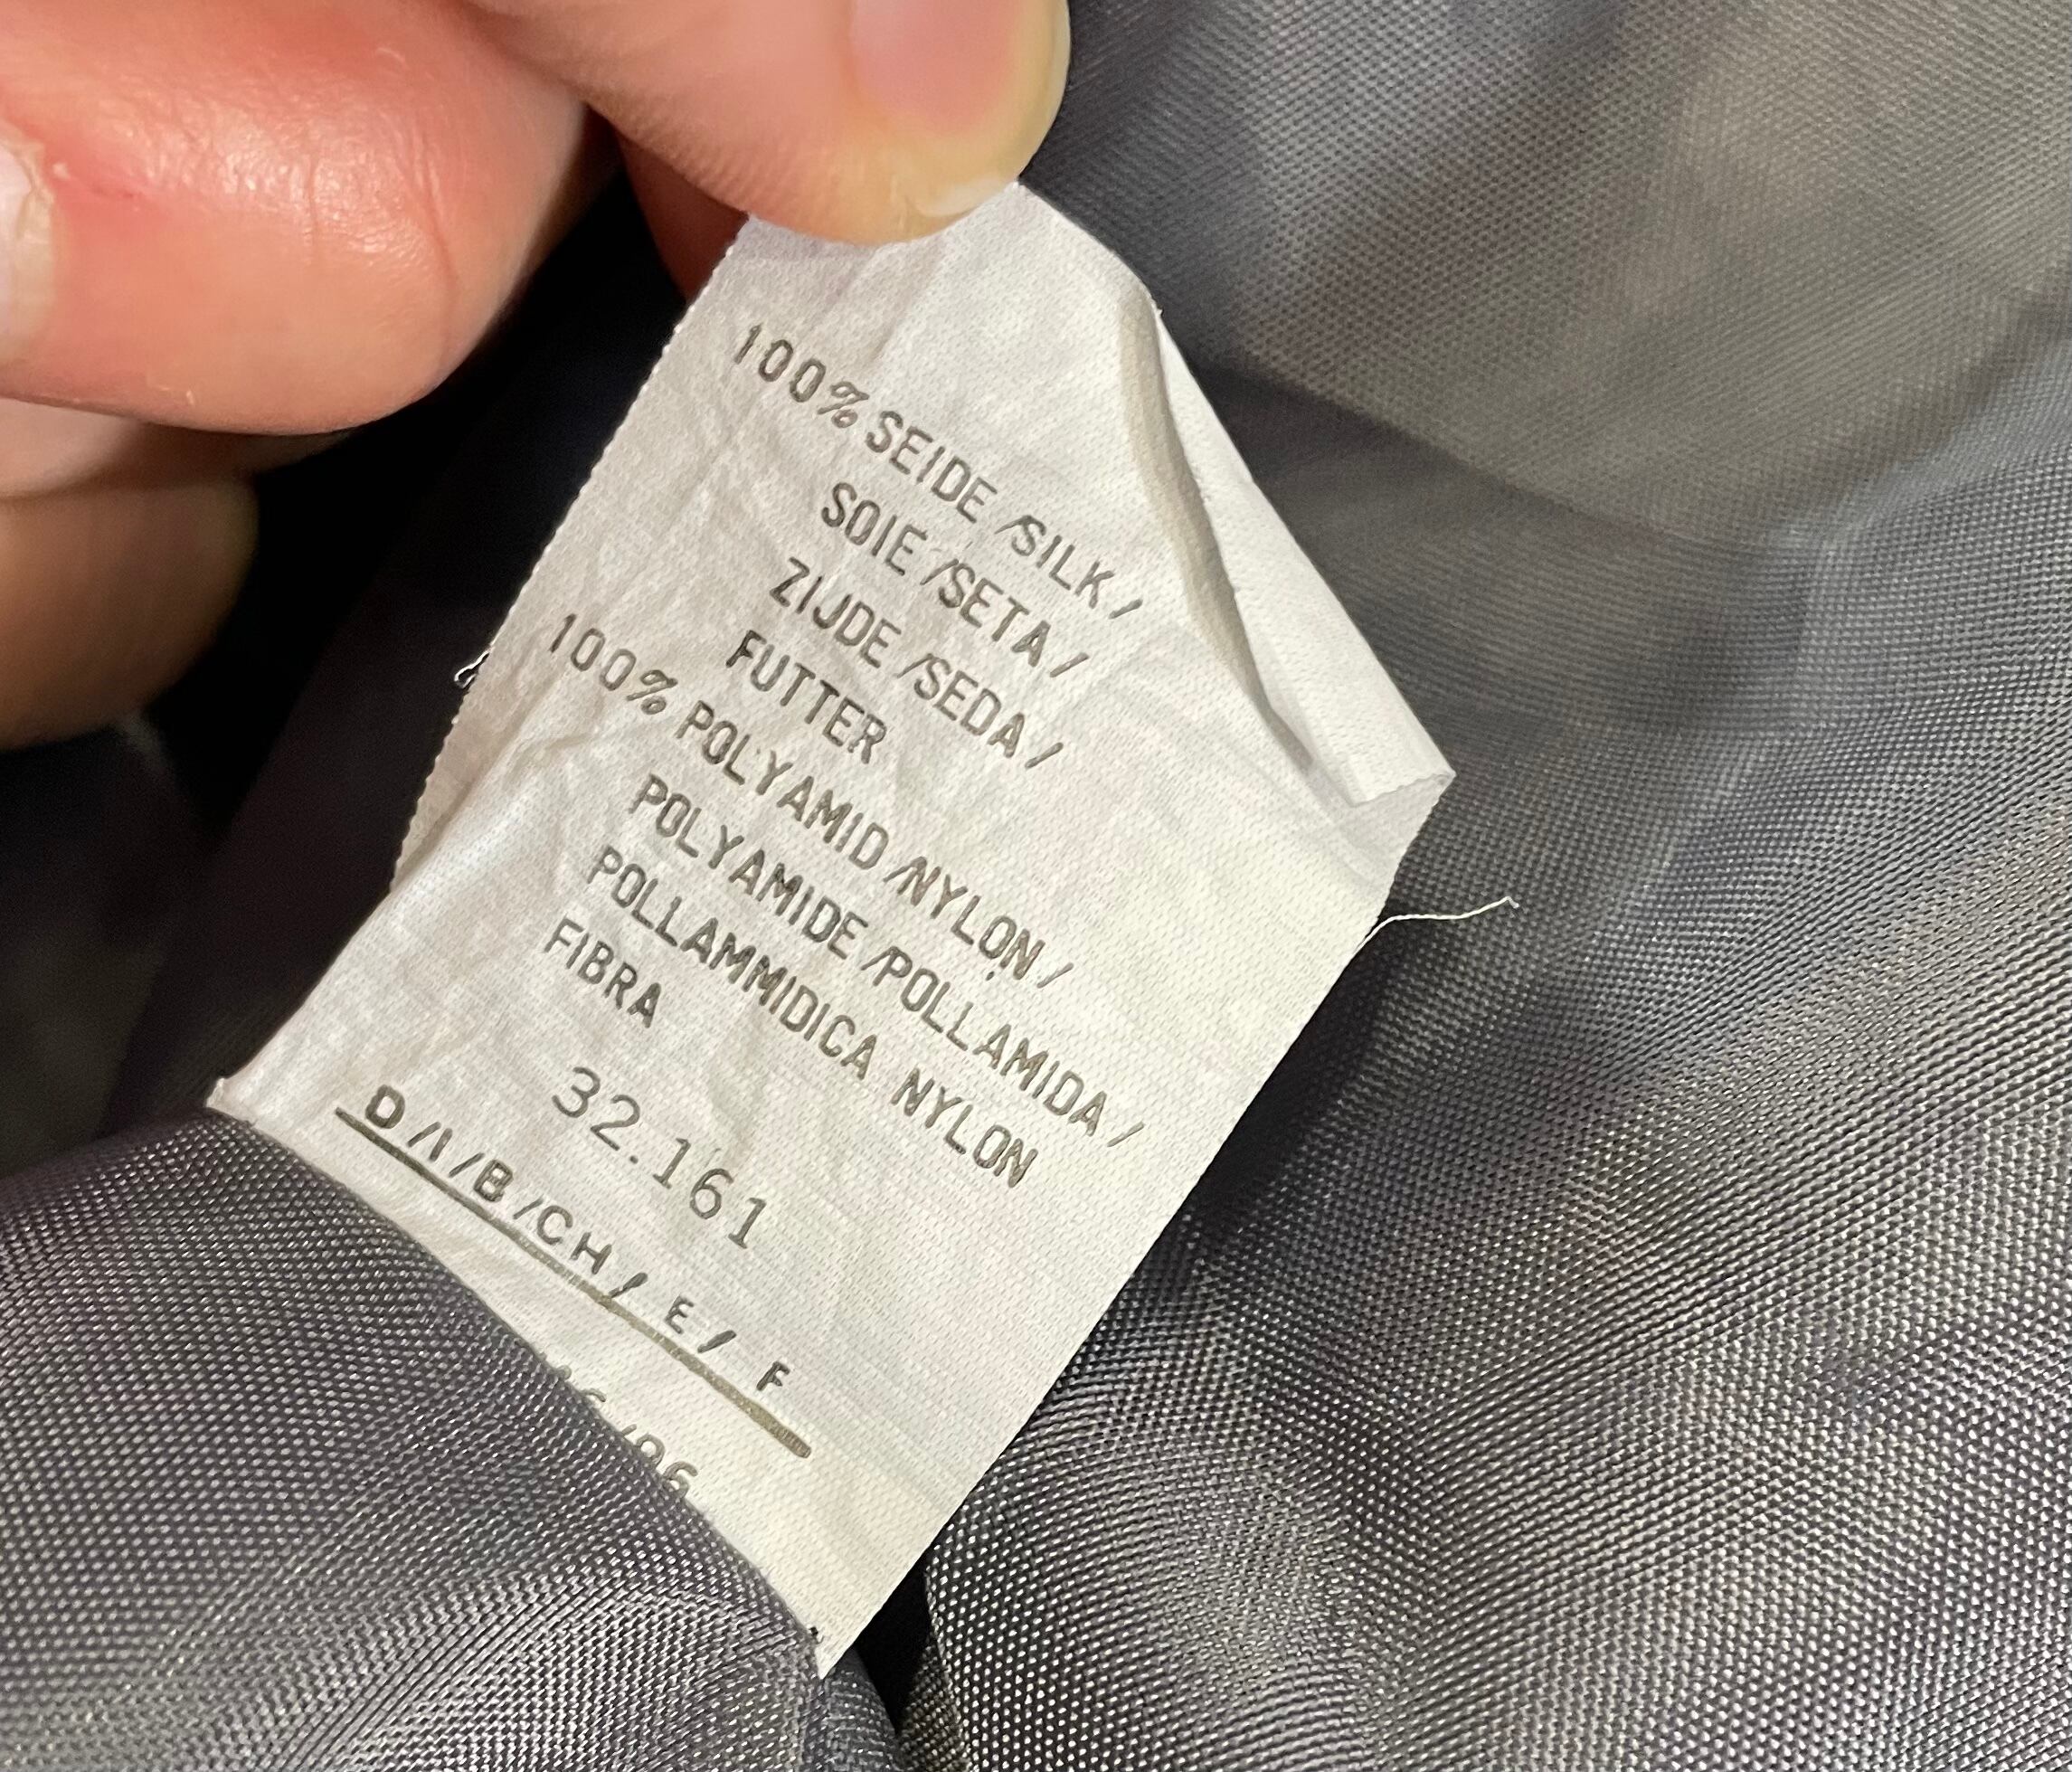 100% SEIDE /SILK/
SOIE /SETA/
ZIJDE /SEDA/
FUTTER
100% POLYAMID /NYLON/
POLYAMIDE /POLLAMIDA/
POLLAMMIDICA NYLON
FIBRA
32.161
D/I/B/CH/E/F